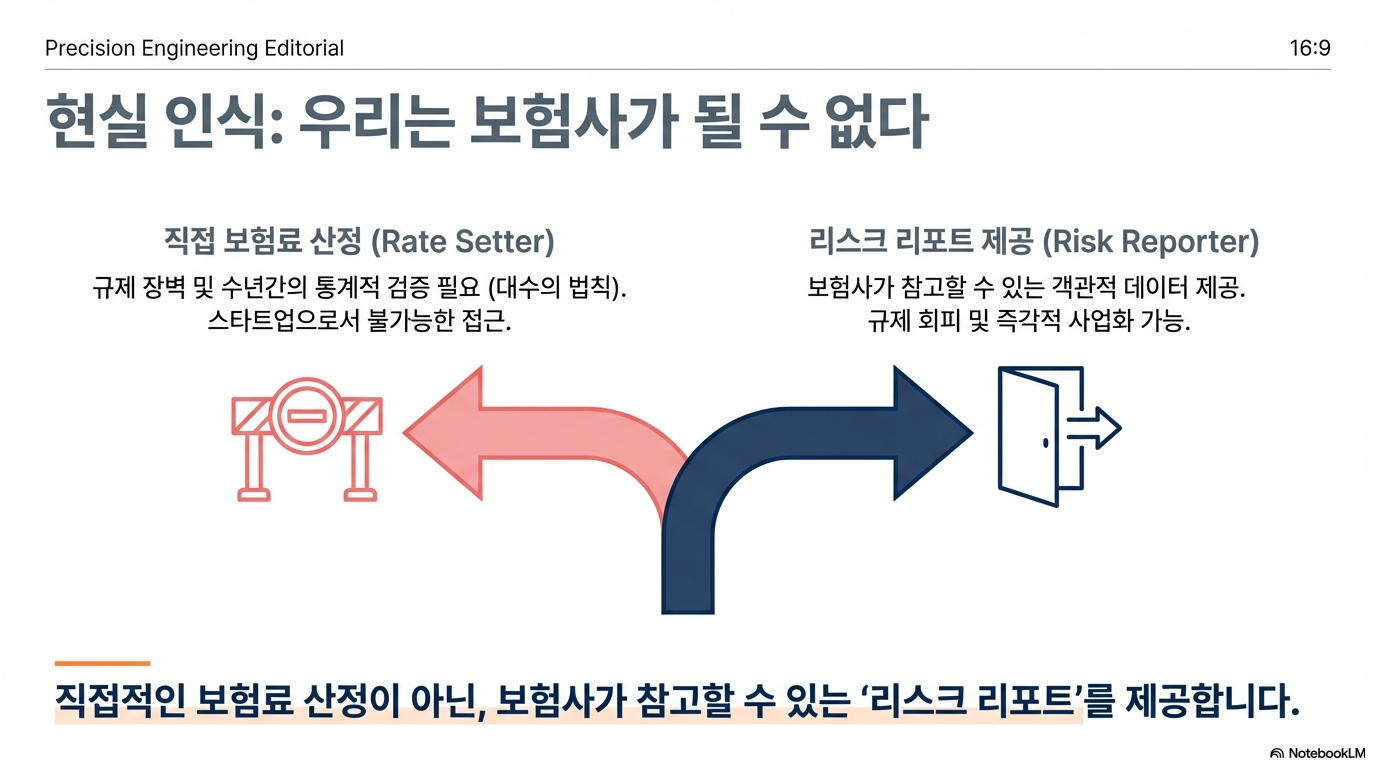 Precision Engineering Editorial
16:9
현실 인식: 우리는 보험사가 될 수 없다
직접 보험료 산정 (Rate Setter)
규제 장벽 및 수년간의 통계적 검증 필요 (대수의 법칙).
스타트업으로서 불가능한 접근.
리스크 리포트 제공 (Risk Reporter)
보험사가 참고할 수 있는 객관적 데이터 제공.
규제 회피 및 즉각적 사업화 가능.
직접적인 보험료 산정이 아닌, 보험사가 참고할 수 있는 ‘리스크 리포트’를 제공합니다.
NotebookLM